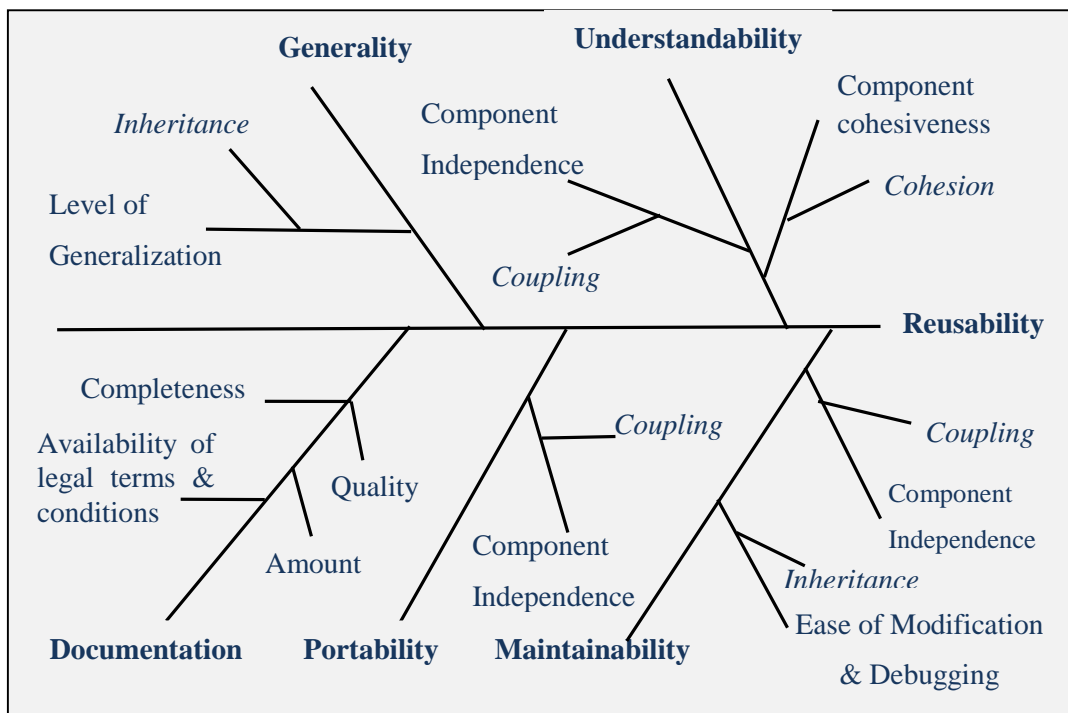 Generality
Understandability
Inheritance
Component
Independence
Component
cohesiveness
Cohesion
Level of
Generalization
Coupling
Reusability
Completeness
Availability of
legal terms &
conditions
Quality
Amount
Coupling
Component
Independence
Coupling
Component
Independence
Inheritance
Ease of Modification
& Debugging
Documentation
Portability
Maintainability